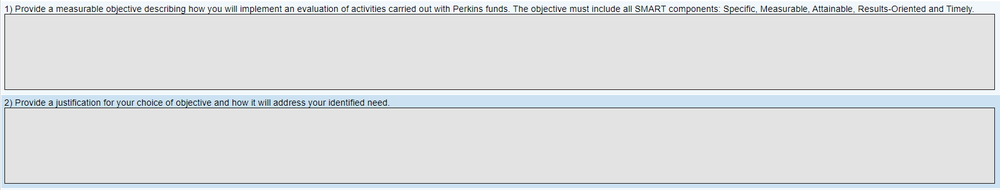 1) Provide a measurable objective describing how you will implement an evaluation of activities carried out with Perkins funds. The objective must include all SMART components: Specific, Measurable, Attainable, Results-Oriented and Timely.
2) Provide a justification for your choice of objective and how it will address your identified need.